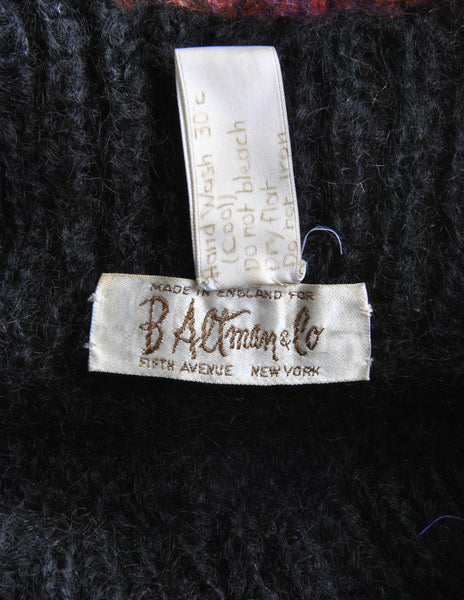 Hand Wash 30c
(Cool)
Do not bleach
Dry flat
Do not iron
MADE IN ENGLAND FOR
B Altman & Co
FIFTH AVENUE NEW YORK